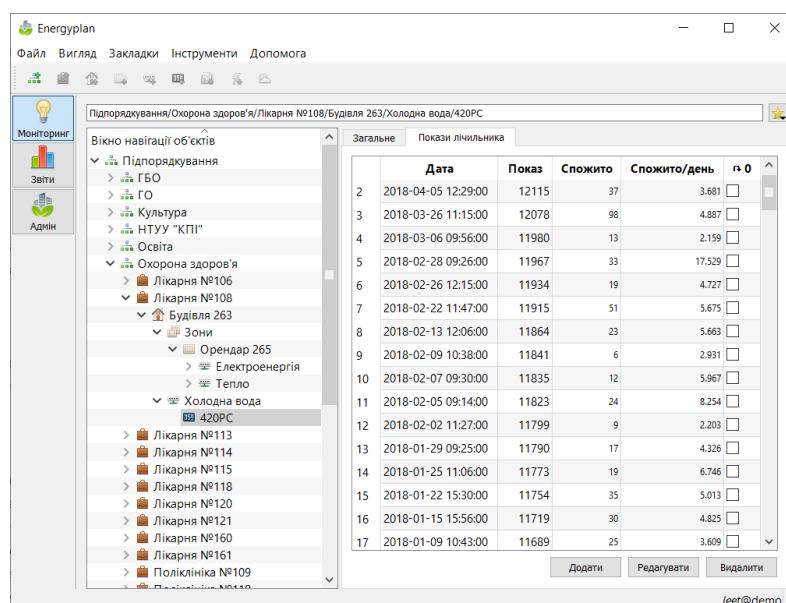 Energyplan
Файл Вигляд Закладки Інструменти Допомога
Моніторинг
Звіти
Адмін
Підпорядкування/Охорона здоров'я/Лікарня №108/Будівля 263/Холодна вода/420РС
Вікно навігації об'єктів
Підпорядкування
ГБО
ГО
Культура
НТУУ "КПІ"
Освіта
Охорона здоров'я
Лікарня №106
Лікарня №108
Будівля 263
Зони
Орендар 265
Електроенергія
Тепло
Холодна вода
420РС
Лікарня №113
Лікарня №114
Лікарня №115
Лікарня №118
Лікарня №120
Лікарня №121
Лікарня №160
Лікарня №161
Поліклініка №109
Загальне Покази лічильника
Дата Показ Спожито Спожито/день 0
2 2018-04-05 12:29:00 12115 37 3.681
3 2018-03-26 11:15:00 12078 98 4.887
4 2018-03-06 09:56:00 11980 13 2.159
5 2018-02-28 09:26:00 11967 33 17.529
6 2018-02-26 12:15:00 11934 19 4.727
7 2018-02-22 11:47:00 11915 51 5.675
8 2018-02-13 12:06:00 11864 23 5.663
9 2018-02-09 10:38:00 11841 6 2.931
10 2018-02-07 09:30:00 11835 12 5.967
11 2018-02-05 09:14:00 11823 24 8.254
12 2018-02-02 11:27:00 11799 9 2.203
13 2018-01-29 09:25:00 11790 17 4.326
14 2018-01-25 11:06:00 11773 19 6.746
15 2018-01-22 15:30:00 11754 35 5.013
16 2018-01-15 15:56:00 11719 30 4.825
17 2018-01-09 10:43:00 11689 25 3.609
Додати Редагувати Видалити
leet@demo